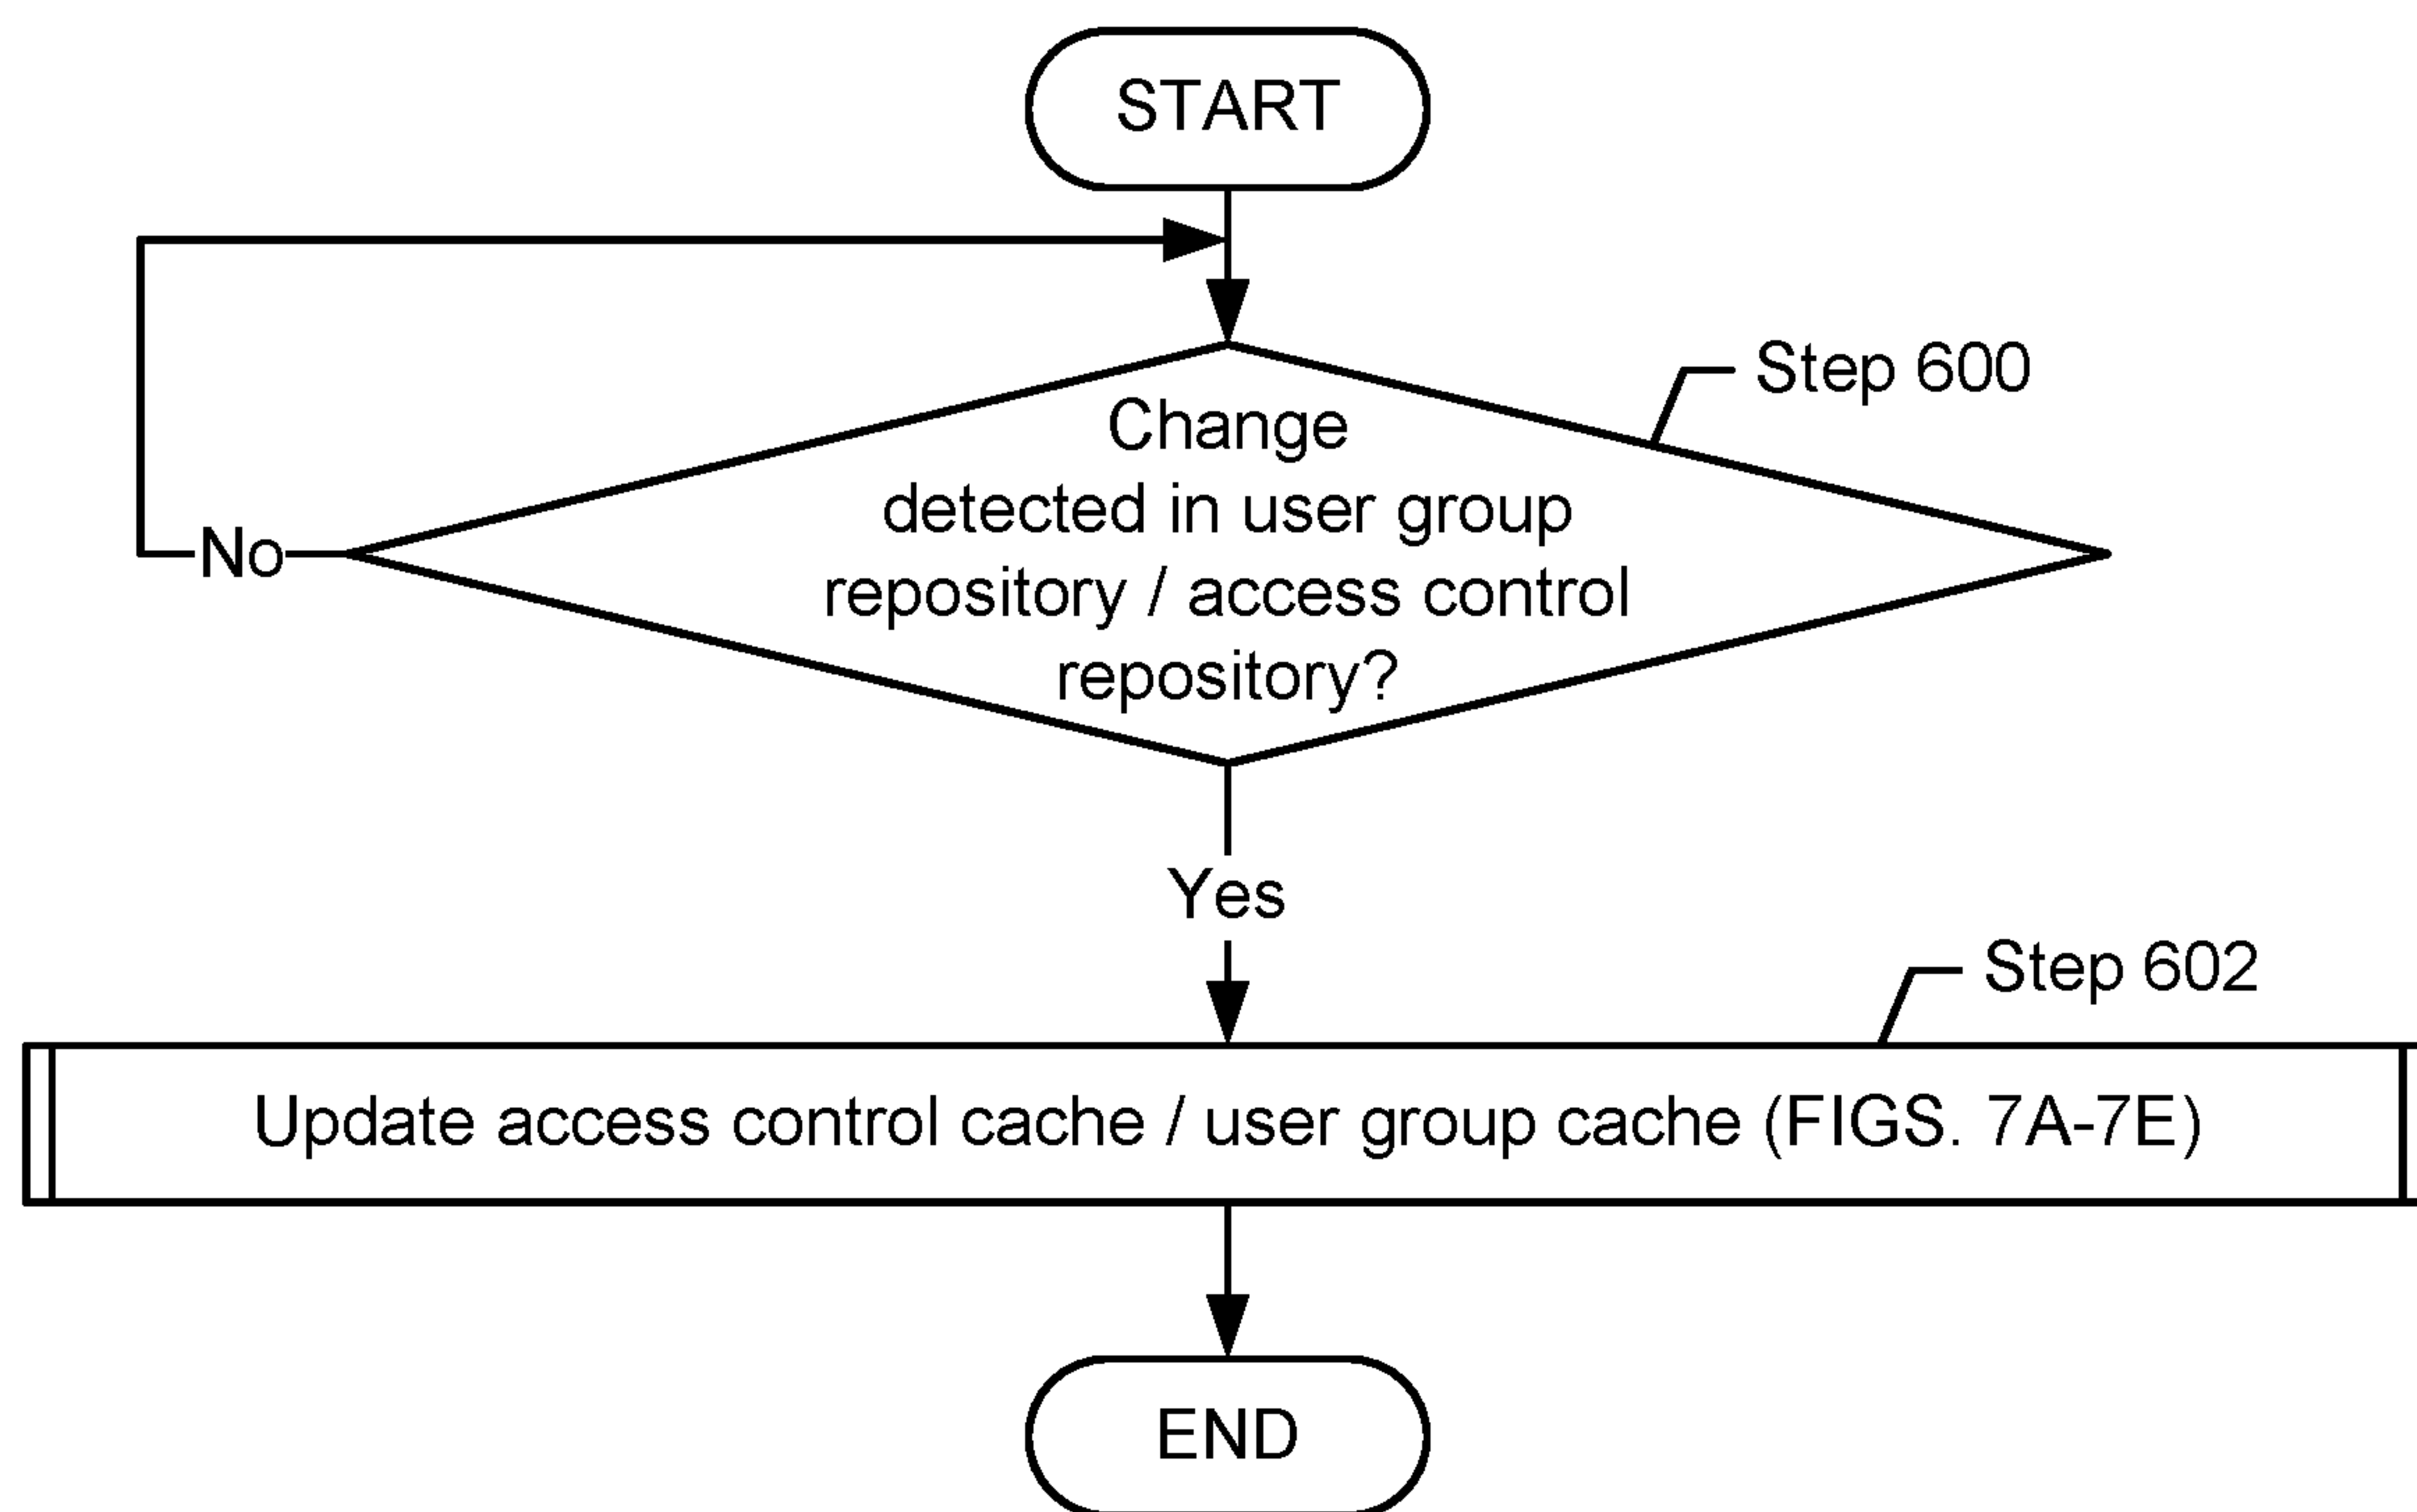 START
Step 600
Change
detected in user group
repository / access control
repository?
No
Yes
Step 602
Update access control cache / user group cache (FIGS. 7A-7E)
END